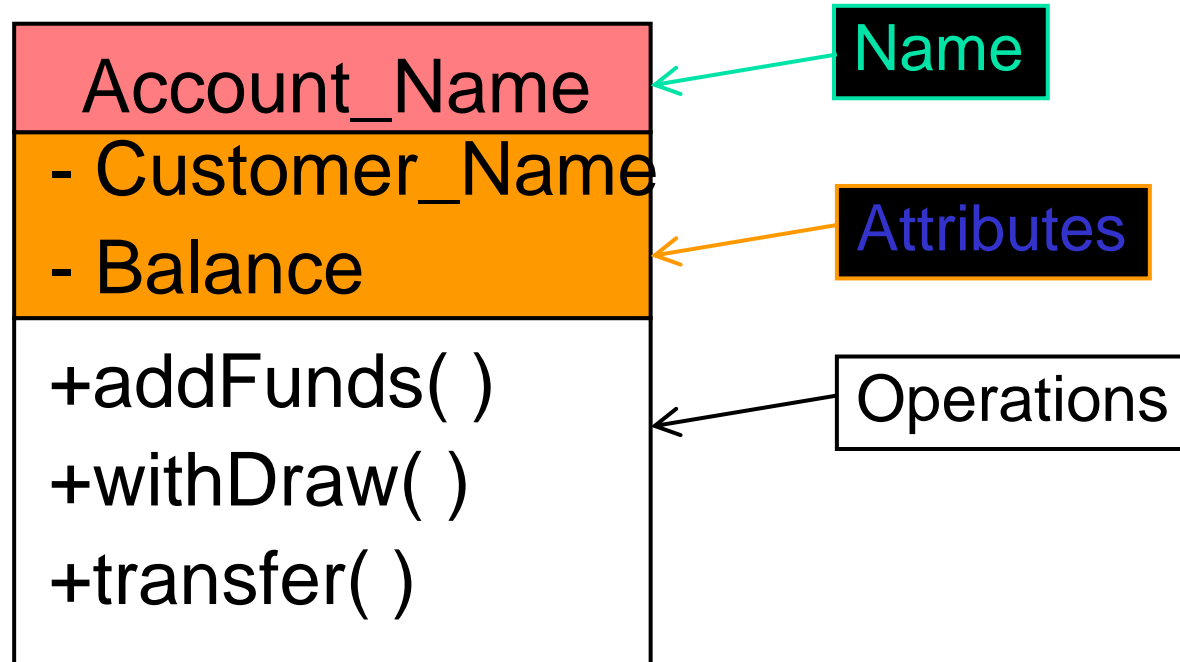 Account_Name
- Customer_Name
- Balance
+addFunds( )
+withDraw( )
+transfer( )
Name
Attributes
Operations